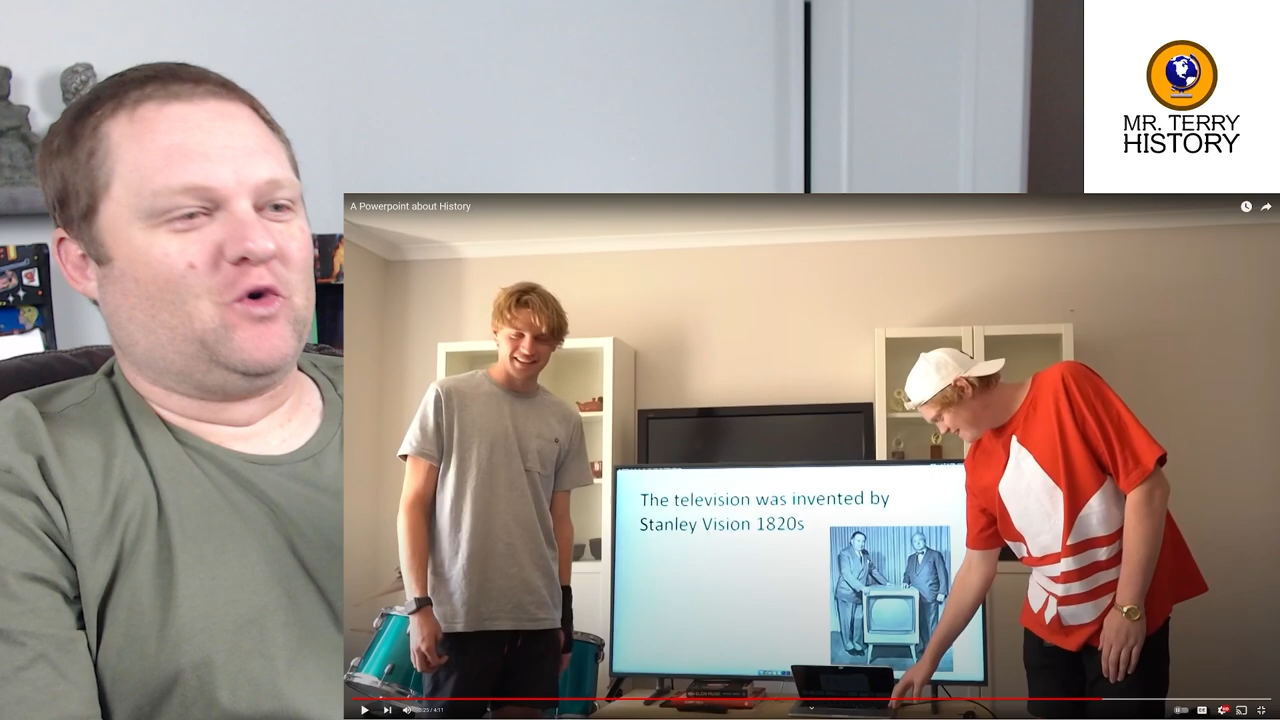 MR. TERRY
HISTORY
A Powerpoint about History
The television was invented by
Stanley Vision 1820s